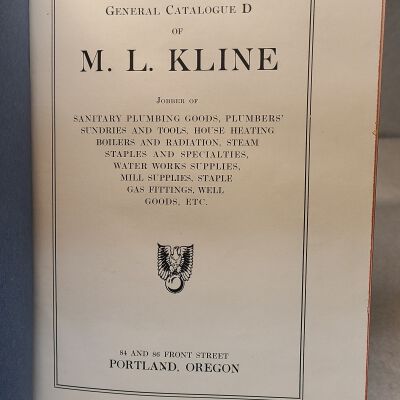 General Catalogue D
OF
M. L. KLINE
Jobber of
SANITARY PLUMBING GOODS, PLUMBERS'
SUNDRIES AND TOOLS, HOUSE HEATING
BOILERS AND RADIATION, STEAM
STAPLES AND SPECIALTIES,
WATER WORKS SUPPLIES,
MILL SUPPLIES, STAPLE
GAS FITTINGS, WELL
GOODS, ETC.
84 AND 86 FRONT STREET
PORTLAND, OREGON